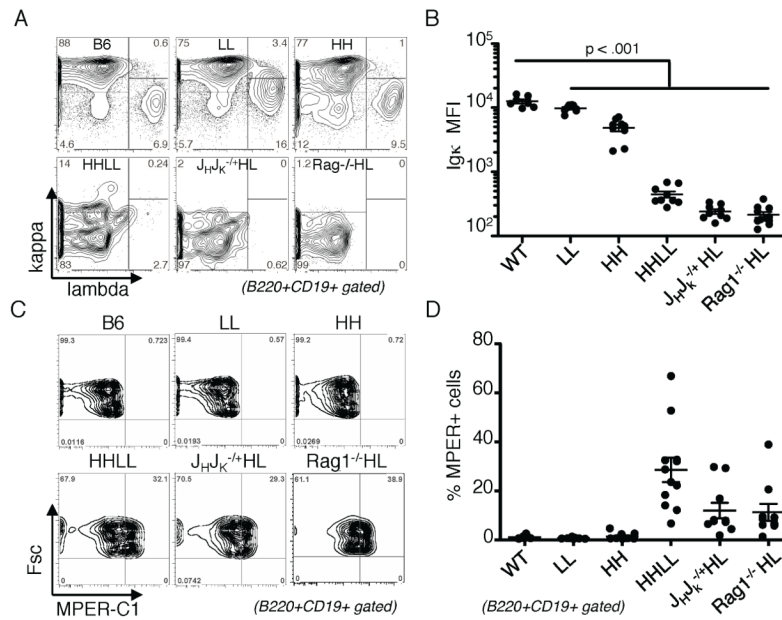 A
B6
LL
HH
88
0.6
75
3.4
77
1
4.6
6.9
5.7
16
12
9.5
HHLL
JHJK-/+HL
Rag-/-HL
14
0.24
2
0
1.2
0
83
2.7
97
0.62
99
0
kappa
lambda
(B220+CD19+ gated)
B
p < .001
Igκ MFI
10^5
10^4
10^3
10^2
WT
LL
HH
HHLL
JHJK-/+HL
Rag1-/- HL
C
B6
LL
HH
99.3
0.723
99.4
0.57
99.2
0.72
0.0116
0
0.0193
0
0.0269
0
HHLL
JHJK-/+HL
Rag1-/-HL
67.9
32.1
70.5
29.3
61.1
38.9
0
0
0.0742
0
0
0
Fsc
MPER-C1
(B220+CD19+ gated)
D
% MPER+ cells
80
60
40
20
0
WT
LL
HH
HHLL
JHJK-/+HL
Rag1-/- HL
(B220+CD19+ gated)